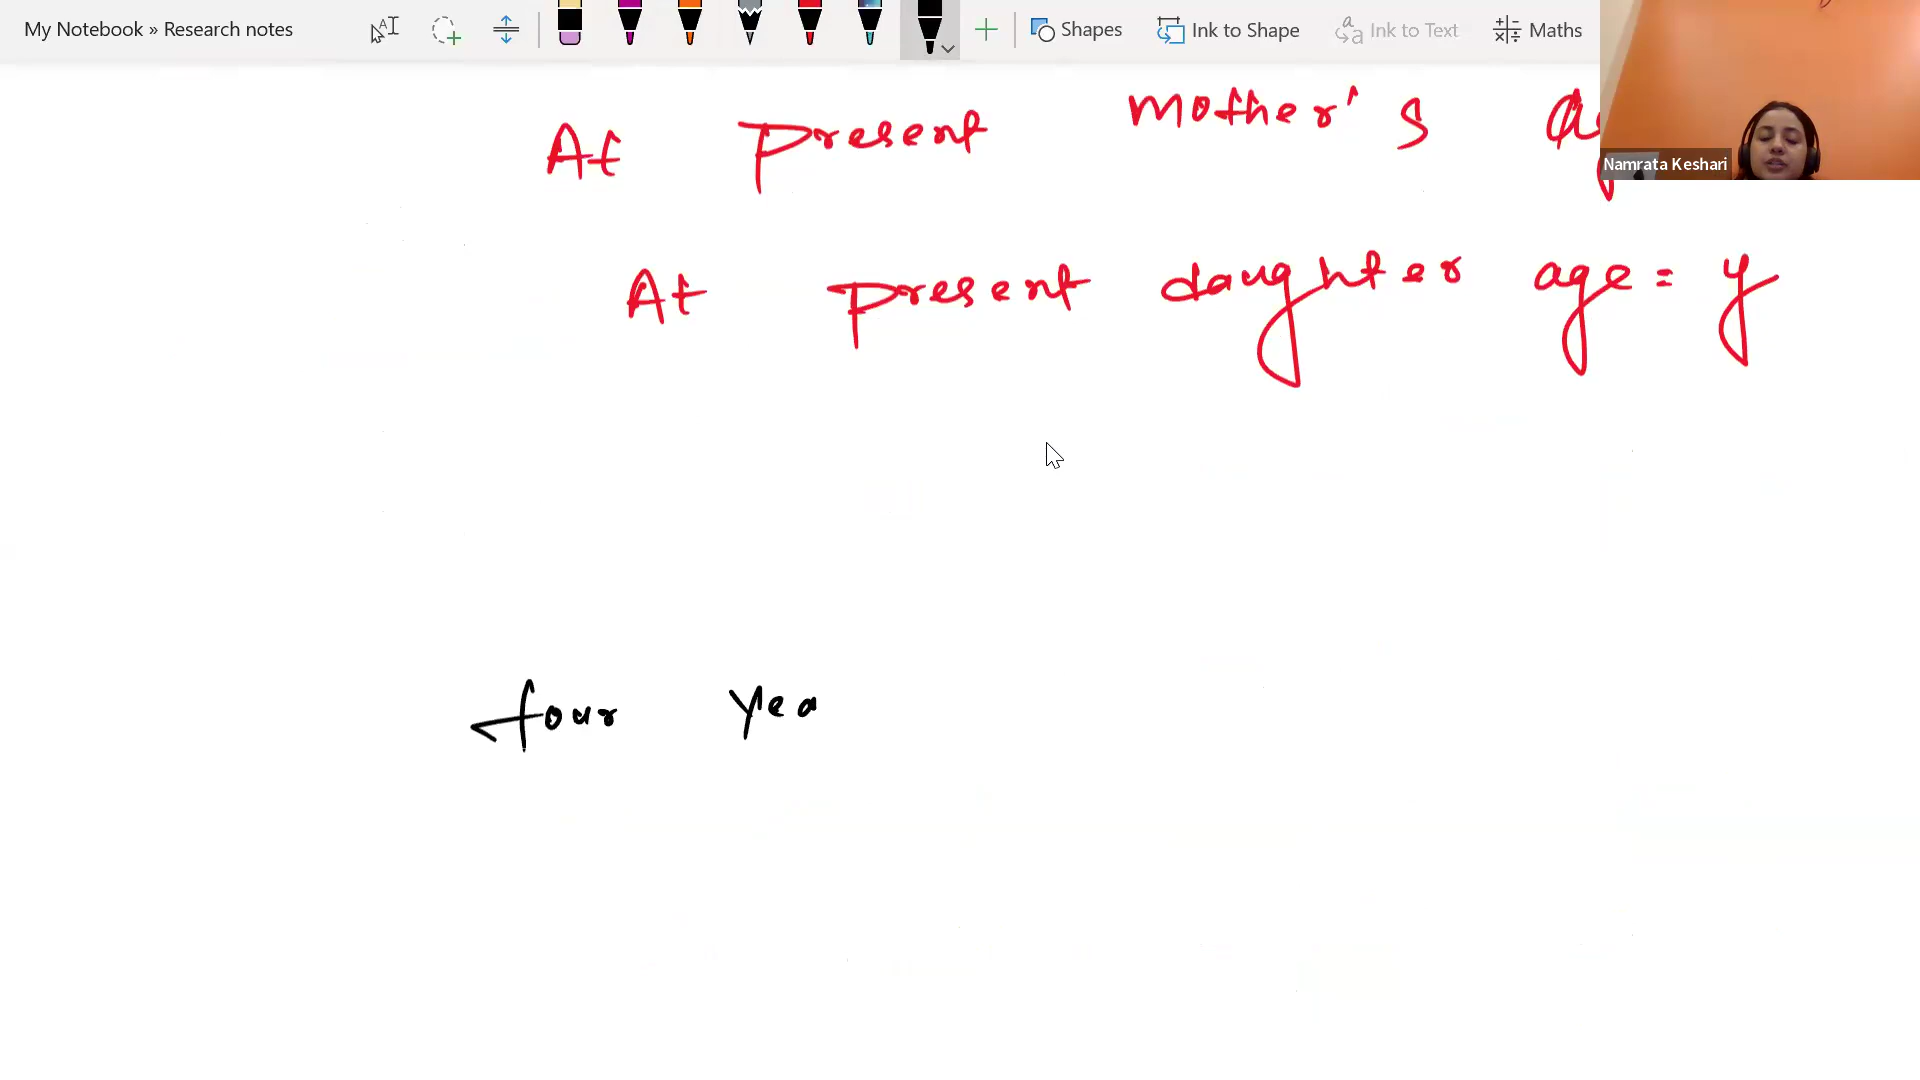 My Notebook » Research notes Shapes Ink to Shape Ink to Text Maths
At present mother's
Namrata Keshari
At present daughter age = y
four yea